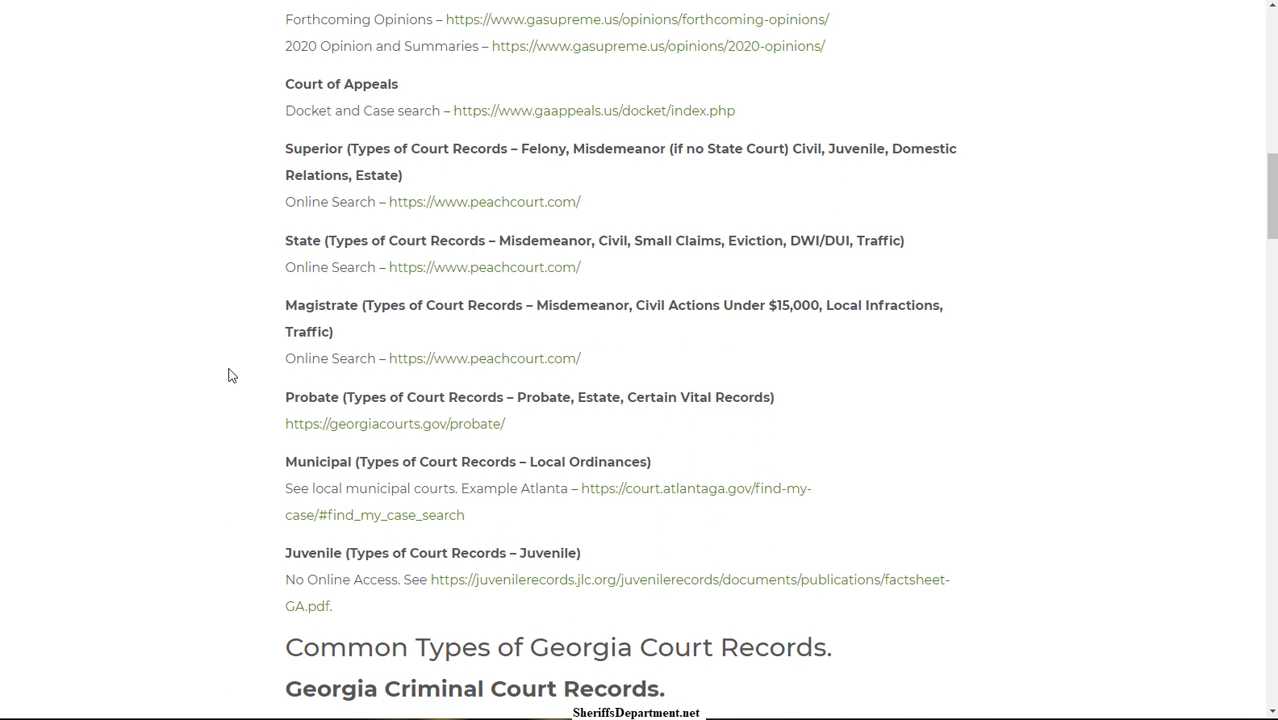 Forthcoming Opinions – https://www.gasupreme.us/opinions/forthcoming-opinions/
2020 Opinion and Summaries – https://www.gasupreme.us/opinions/2020-opinions/
Court of Appeals
Docket and Case search – https://www.gaappeals.us/docket/index.php
Superior (Types of Court Records – Felony, Misdemeanor (if no State Court) Civil, Juvenile, Domestic
Relations, Estate)
Online Search – https://www.peachcourt.com/
State (Types of Court Records – Misdemeanor, Civil, Small Claims, Eviction, DWI/DUI, Traffic)
Online Search – https://www.peachcourt.com/
Magistrate (Types of Court Records – Misdemeanor, Civil Actions Under $15,000, Local Infractions,
Traffic)
Online Search – https://www.peachcourt.com/
Probate (Types of Court Records – Probate, Estate, Certain Vital Records)
https://georgiacourts.gov/probate/
Municipal (Types of Court Records – Local Ordinances)
See local municipal courts. Example Atlanta – https://court.atlantaga.gov/find-my-
case/#find_my_case_search
Juvenile (Types of Court Records – Juvenile)
No Online Access. See https://juvenilerecords.jlc.org/juvenilerecords/documents/publications/factsheet-
GA.pdf.
Common Types of Georgia Court Records.
Georgia Criminal Court Records.
SheriffsDepartment.net